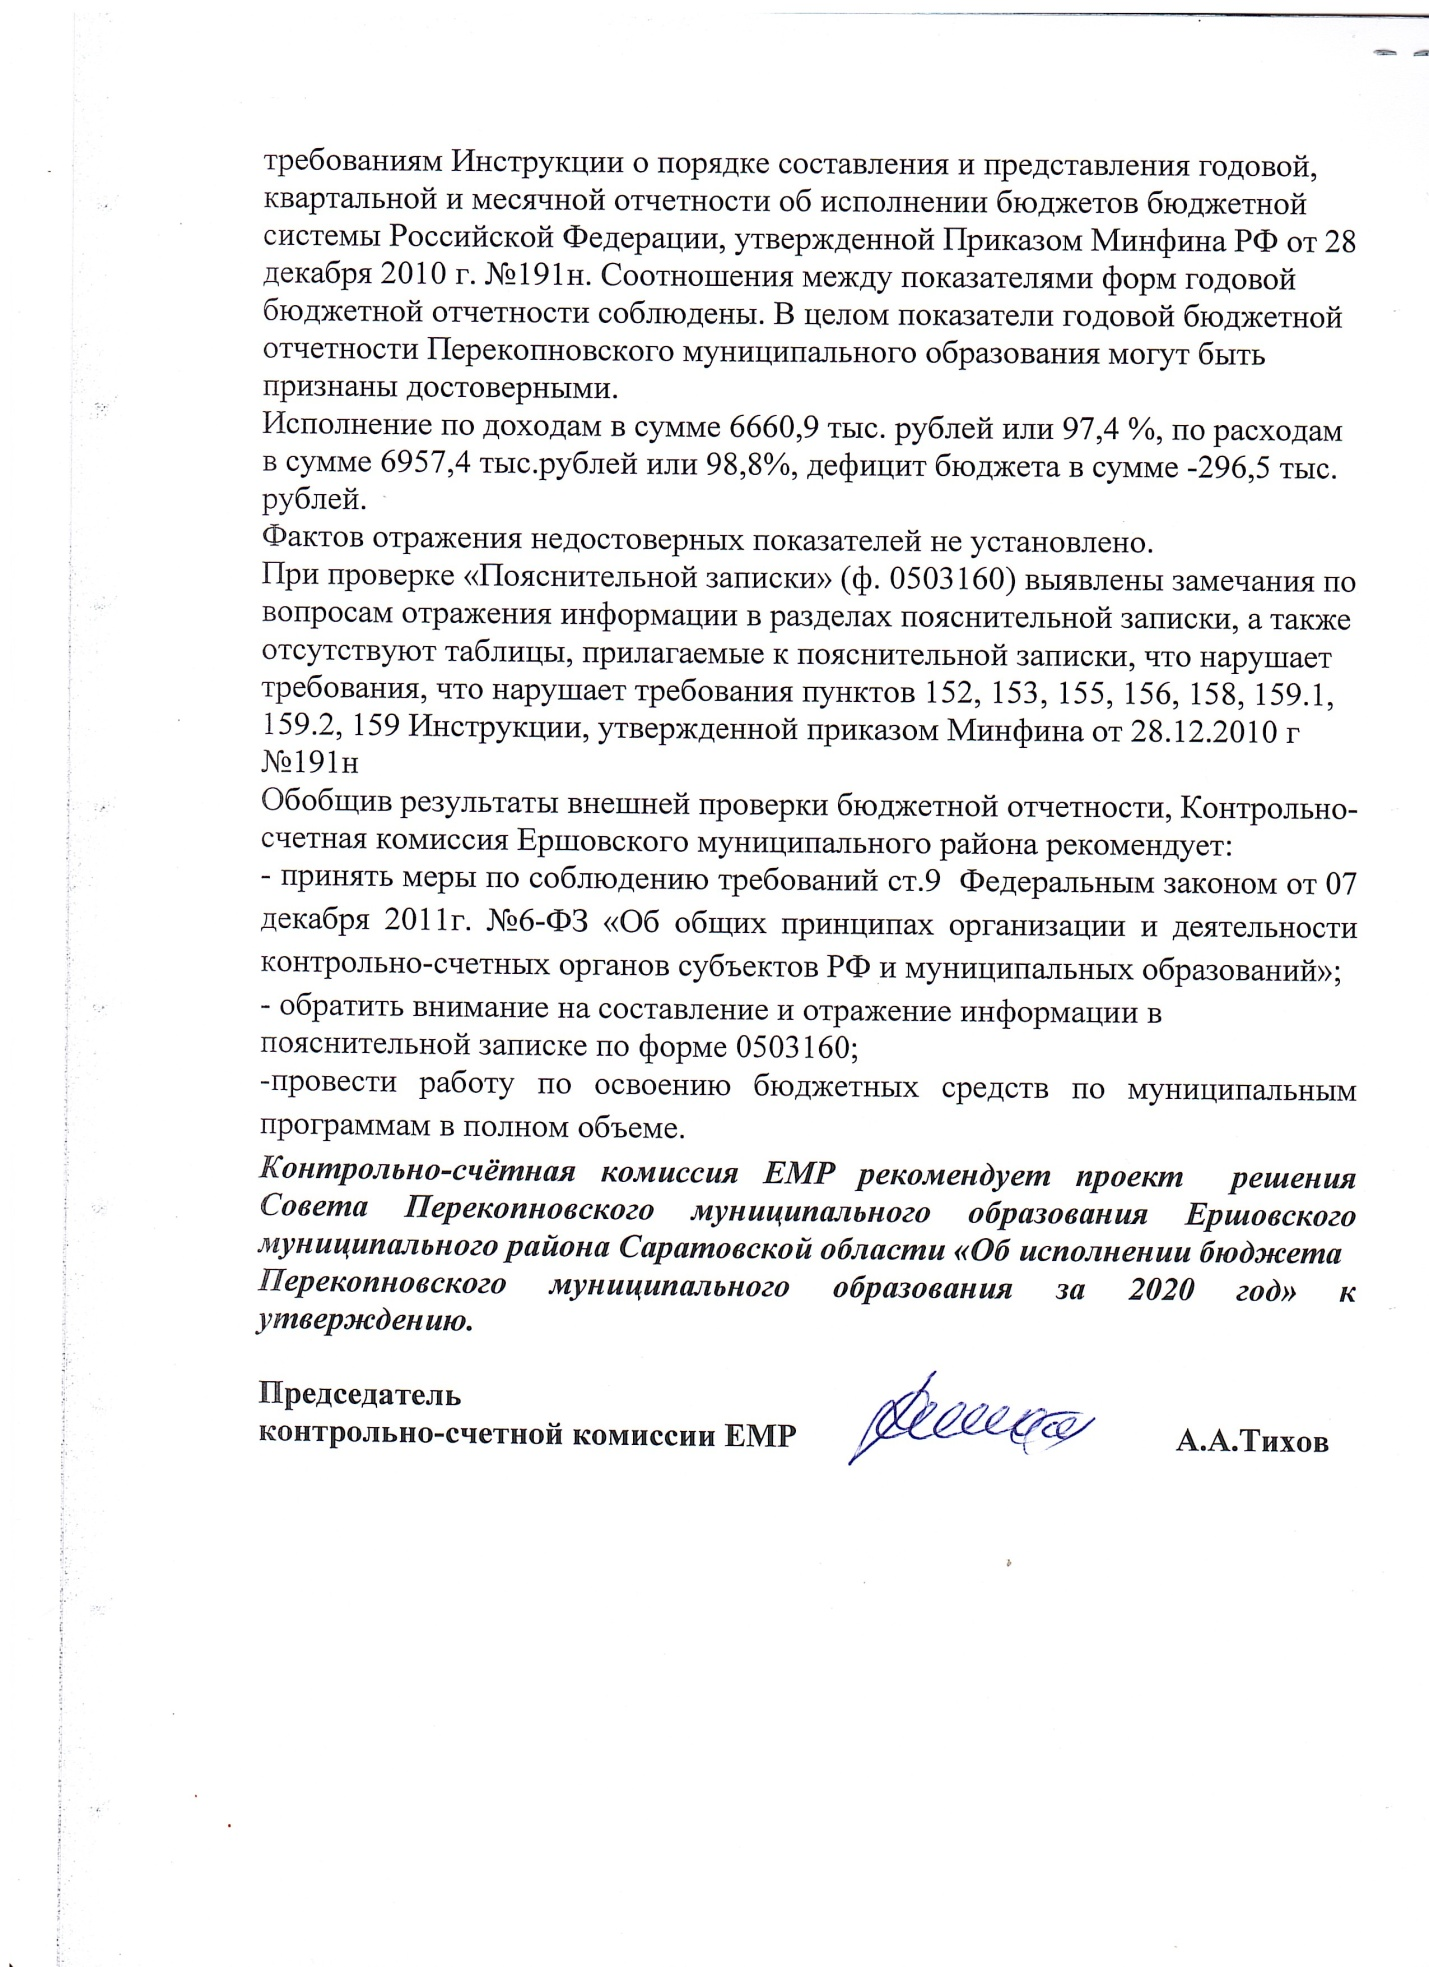 требованиям Инструкции о порядке составления и представления годовой,
квартальной и месячной отчетности об исполнении бюджетов бюджетной
системы Российской Федерации, утвержденной Приказом Минфина РФ от 28
декабря 2010 г. №191н. Соотношения между показателями форм годовой
бюджетной отчетности соблюдены. В целом показатели годовой бюджетной
отчетности Перекопновского муниципального образования могут быть
признаны достоверными.
Исполнение по доходам в сумме 6660,9 тыс. рублей или 97,4 %, по расходам
в сумме 6957,4 тыс.рублей или 98,8%, дефицит бюджета в сумме -296,5 тыс.
рублей.
Фактов отражения недостоверных показателей не установлено.
При проверке «Пояснительной записки» (ф. 0503160) выявлены замечания по
вопросам отражения информации в разделах пояснительной записки, а также
отсутствуют таблицы, прилагаемые к пояснительной записки, что нарушает
требования, что нарушает требования пунктов 152, 153, 155, 156, 158, 159.1,
159.2, 159 Инструкции, утвержденной приказом Минфина от 28.12.2010 г
№191н
Обобщив результаты внешней проверки бюджетной отчетности, Контрольно-
счетная комиссия Ершовского муниципального района рекомендует:
- принять меры по соблюдению требований ст.9  Федеральным законом от 07
декабря 2011г. №6-ФЗ «Об общих принципах организации и деятельности
контрольно-счетных органов субъектов РФ и муниципальных образований»;
- обратить внимание на составление и отражение информации в
пояснительной записке по форме 0503160;
-провести работу по освоению бюджетных средств по муниципальным
программам в полном объеме.
Контрольно-счётная комиссия ЕМР рекомендует проект решения
Совета Перекопновского муниципального образования Ершовского
муниципального района Саратовской области «Об исполнении бюджета
Перекопновского муниципального образования за 2020 год» к
утверждению.
Председатель
контрольно-счетной комиссии ЕМР А.А.Тихов